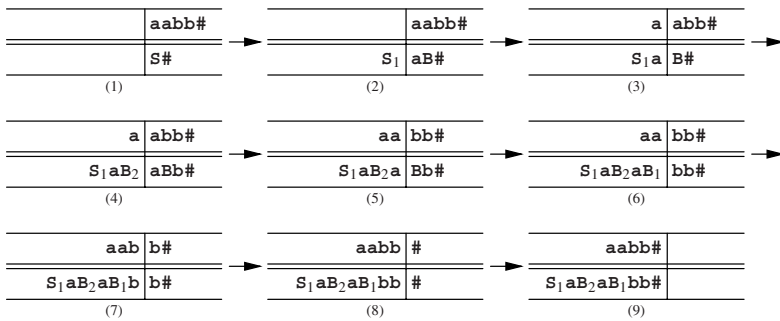 aabb# aabb# a abb#
S# S₁ aB# S₁a B#
(1) (2) (3)
a abb# aa bb# aa bb#
S₁aB₂ aBb# S₁aB₂a Bb# S₁aB₂aB₁ bb#
(4) (5) (6)
aab b# aabb # aabb#
S₁aB₂aB₁b b# S₁aB₂aB₁bb # S₁aB₂aB₁bb#
(7) (8) (9)